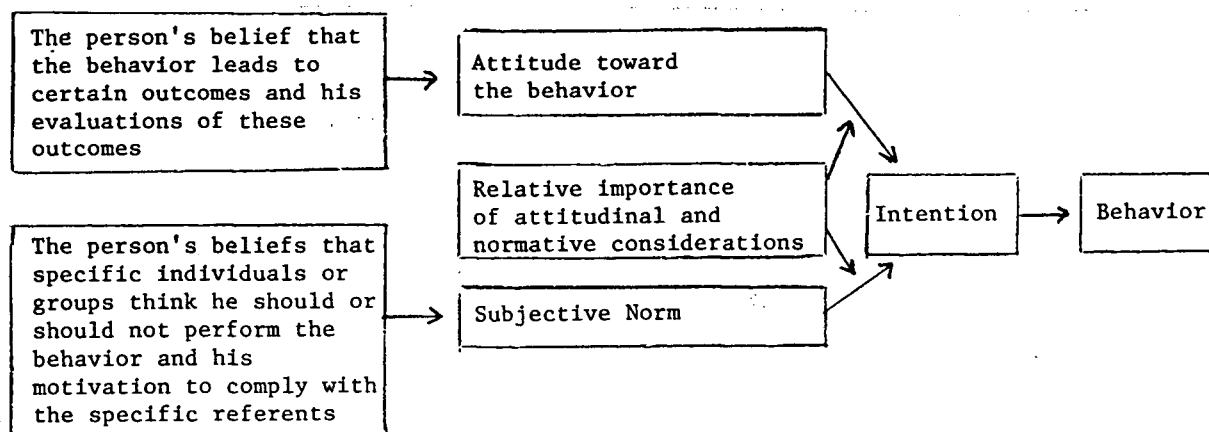 The person's belief that
the behavior leads to
certain outcomes and his
evaluations of these
outcomes
Attitude toward
the behavior
Relative importance
of attitudinal and
normative considerations
Intention
Behavior
The person's beliefs that
specific individuals or
groups think he should or
should not perform the
behavior and his
motivation to comply with
the specific referents
Subjective Norm